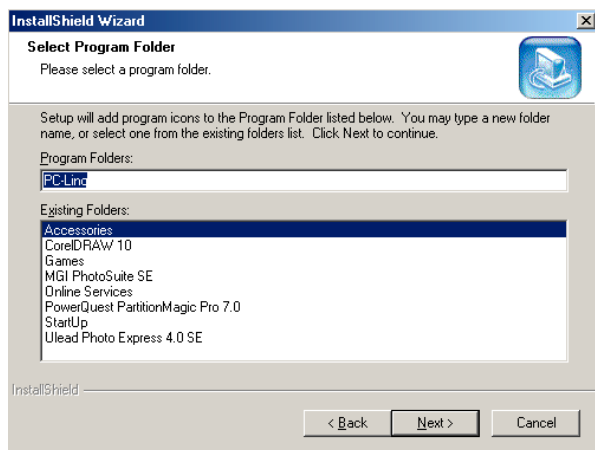 InstallShield Wizard
Select Program Folder
Please select a program folder.
Setup will add program icons to the Program Folder listed below. You may type a new folder
name, or select one from the existing folders list. Click Next to continue.
Program Folders:
PC-Linq
Existing Folders:
Accessories
CorelDRAW 10
Games
MGI PhotoSuite SE
Online Services
PowerQuest PartitionMagic Pro 7.0
StartUp
Ulead Photo Express 4.0 SE
InstallShield
< Back
Next >
Cancel